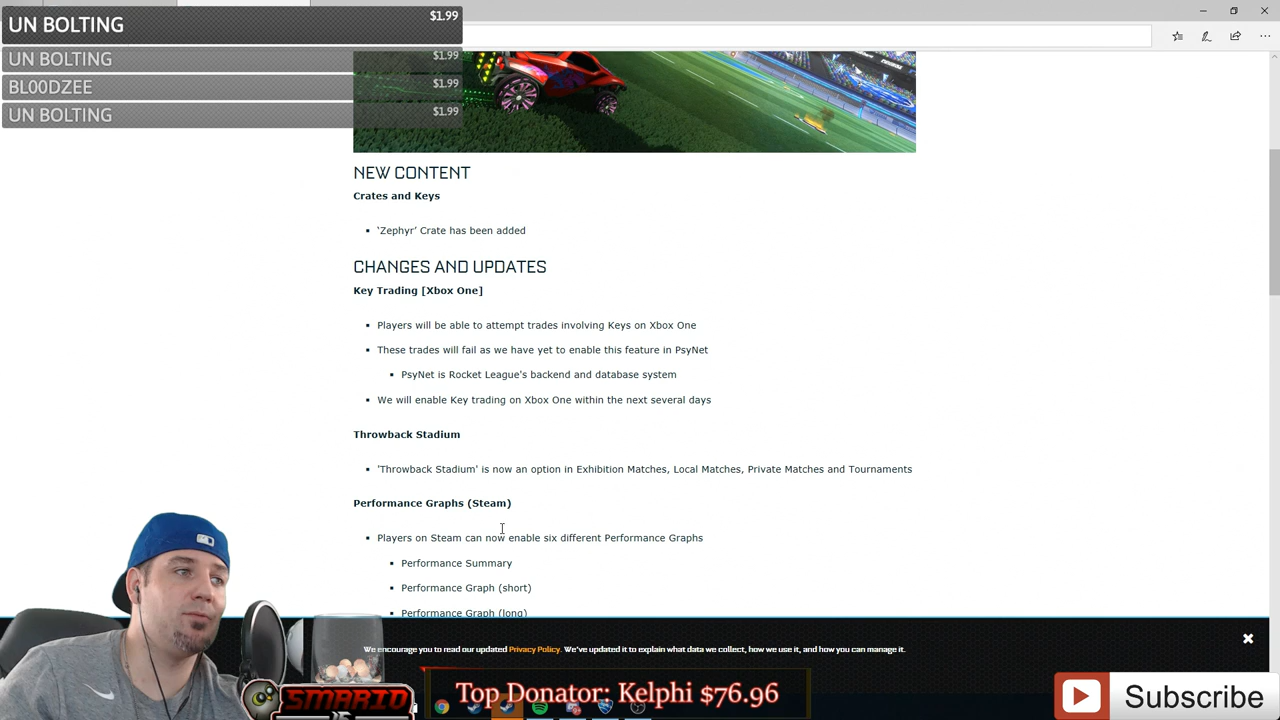 UN BOLTING $1.99
UN BOLTING $1.99
BL00DZEE $1.99
UN BOLTING $1.99
NEW CONTENT
Crates and Keys
‘Zephyr’ Crate has been added
CHANGES AND UPDATES
Key Trading [Xbox One]
Players will be able to attempt trades involving Keys on Xbox One
These trades will fail as we have yet to enable this feature in PsyNet
PsyNet is Rocket League's backend and database system
We will enable Key trading on Xbox One within the next several days
Throwback Stadium
'Throwback Stadium' is now an option in Exhibition Matches, Local Matches, Private Matches and Tournaments
Performance Graphs (Steam)
Players on Steam can now enable six different Performance Graphs
Performance Summary
Performance Graph (short)
Performance Graph (long)
We encourage you to read our updated Privacy Policy. We've updated it to explain what data we collect, how we use it, and how you can manage it.
SMARIO
Top Donator: Kelphi $76.96
Subscribe